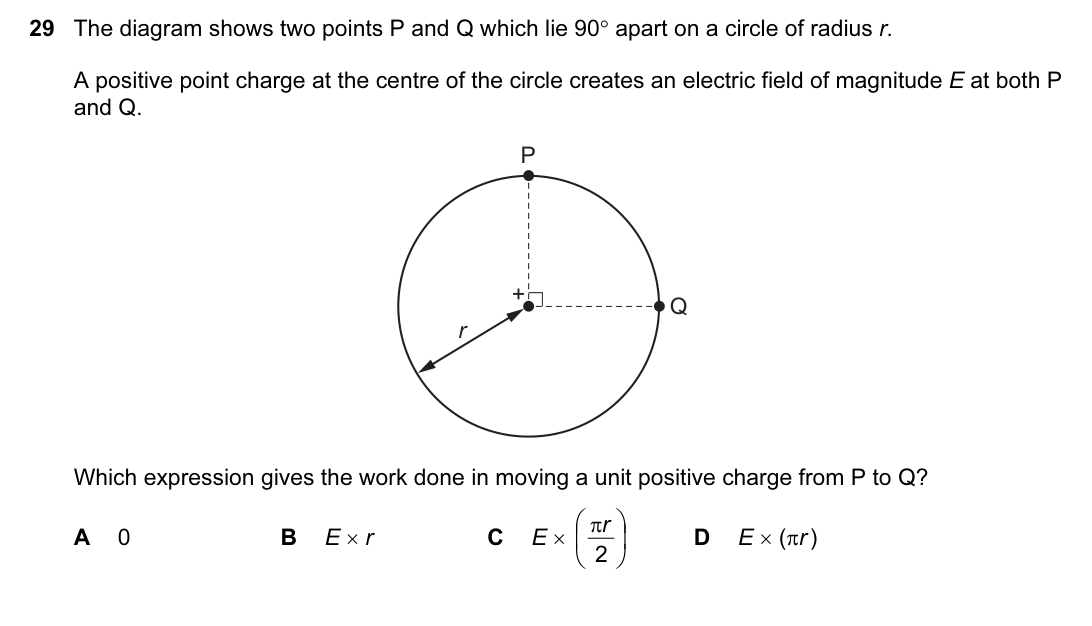 29 The diagram shows two points P and Q which lie 90° apart on a circle of radius r.
A positive point charge at the centre of the circle creates an electric field of magnitude E at both P
and Q.
P
+
Q
r
Which expression gives the work done in moving a unit positive charge from P to Q?
A 0 B E × r C E × (πr/2) D E × (πr)